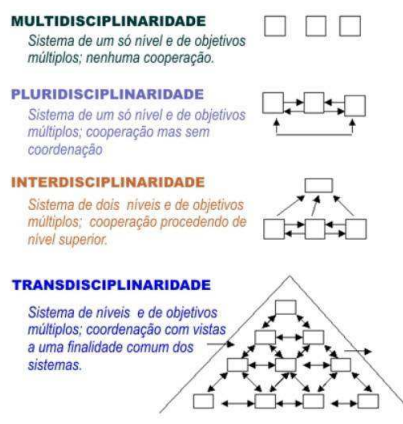 MULTIDISCIPLINARIDADE
Sistema de um só nível e de objetivos
múltiplos; nenhuma cooperação.
PLURIDISCIPLINARIDADE
Sistema de um só nível e de objetivos
múltiplos; cooperação mas sem
coordenação
INTERDISCIPLINARIDADE
Sistema de dois níveis e de objetivos
múltiplos; cooperação procedendo de
nível superior.
TRANSDISCIPLINARIDADE
Sistema de níveis e de objetivos
múltiplos; coordenação com vistas
a uma finalidade comum dos
sistemas.